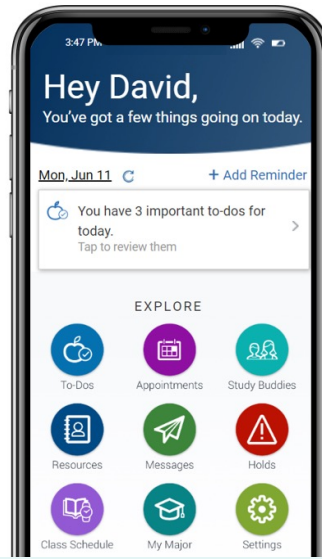 3:47 PM
Hey David,
You've got a few things going on today.
Mon, Jun 11 + Add Reminder
You have 3 important to-dos for
today.
Tap to review them
EXPLORE
To-Dos Appointments Study Buddies
Resources Messages Holds
Class Schedule My Major Settings